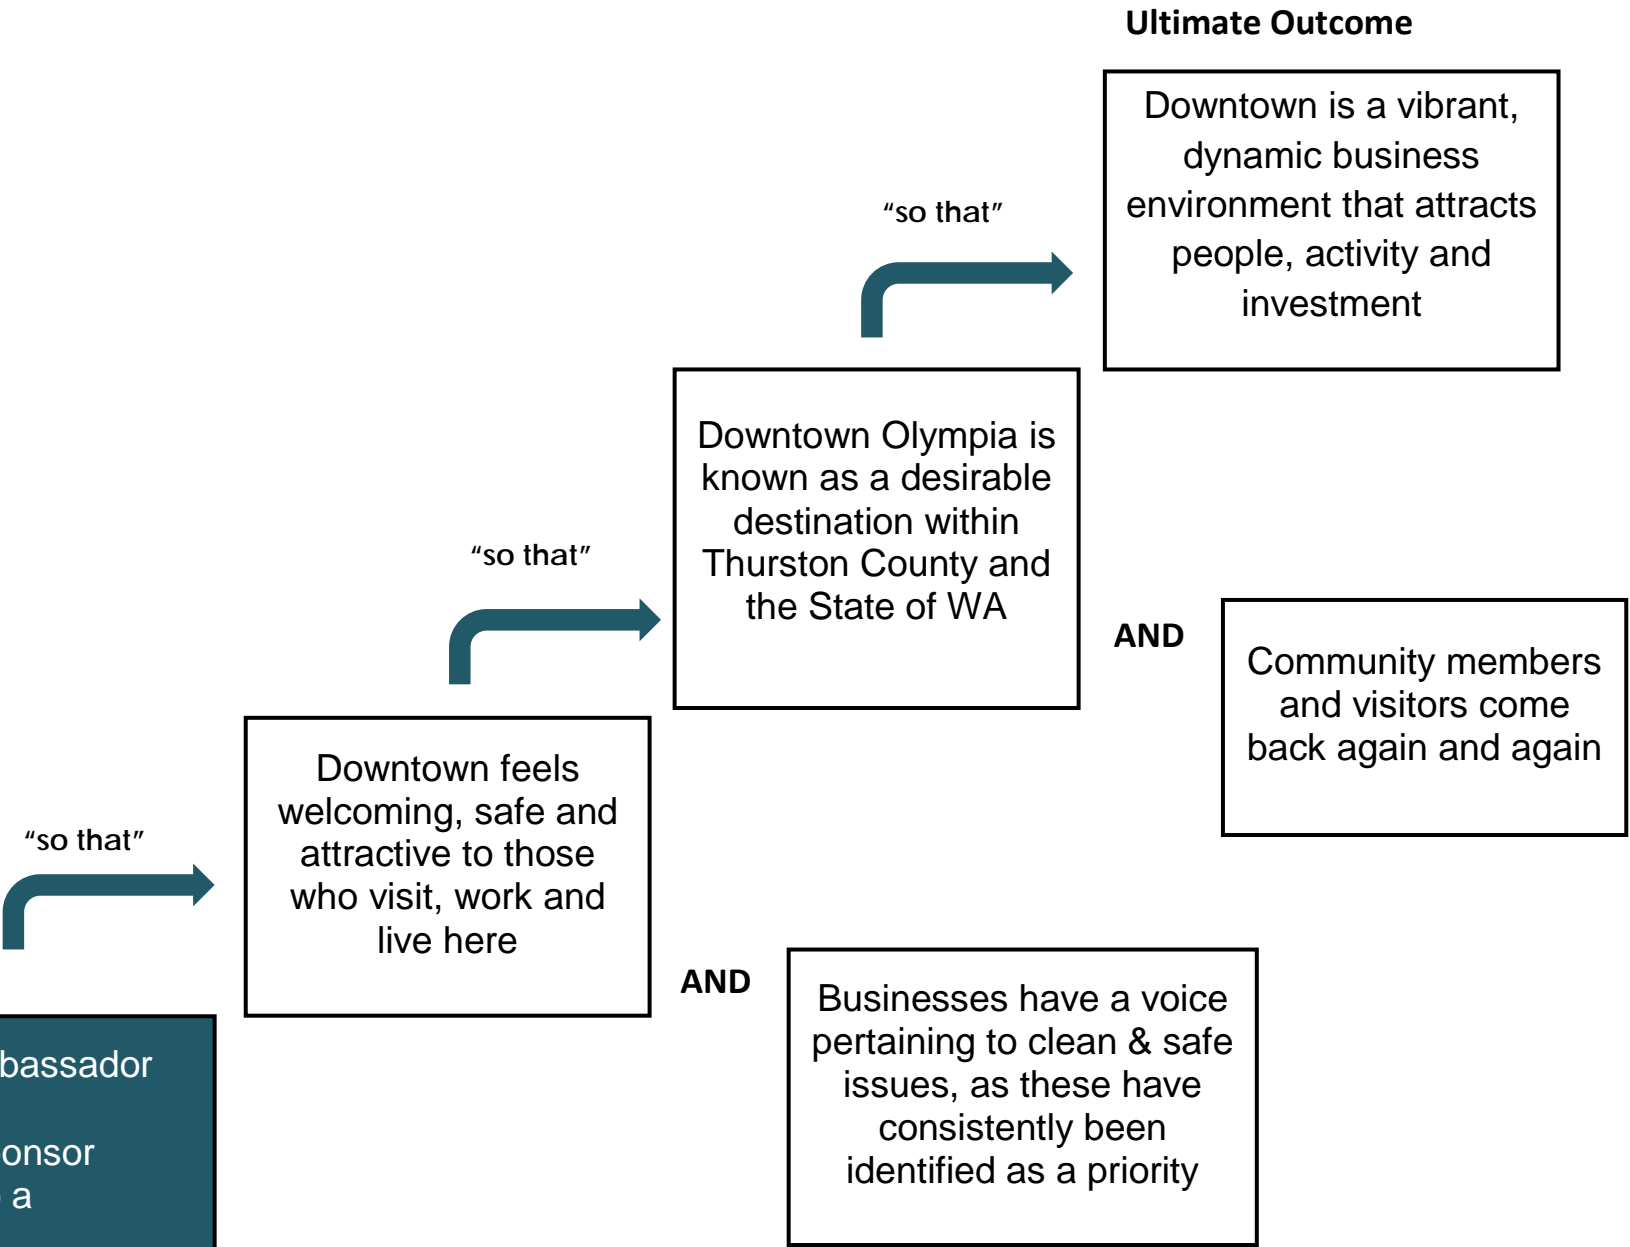 Ultimate Outcome
Downtown is a vibrant,
dynamic business
environment that attracts
people, activity and
investment
“so that”
Downtown Olympia is
known as a desirable
destination within
Thurston County and
the State of WA
“so that”
AND
Community members
and visitors come
back again and again
Downtown feels
welcoming, safe and
attractive to those
who visit, work and
live here
“so that”
AND
Businesses have a voice
pertaining to clean & safe
issues, as these have
consistently been
identified as a priority
bassador
onsor
a